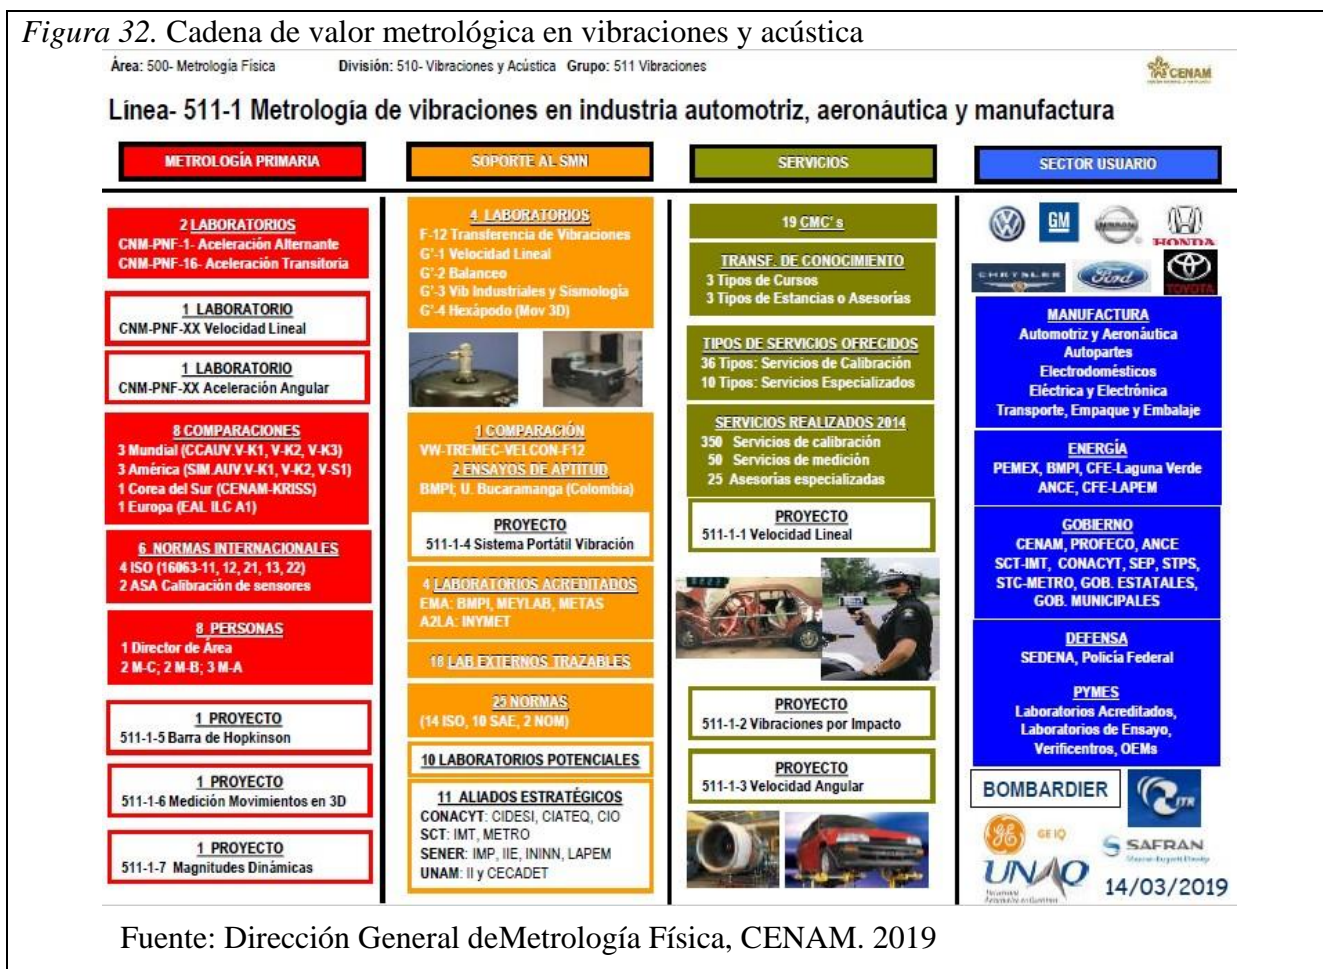 Figura 32. Cadena de valor metrológica en vibraciones y acústica
Área: 500- Metrología Física División: 510- Vibraciones y Acústica Grupo: 511 Vibraciones
CENAM
Línea- 511-1 Metrología de vibraciones en industria automotriz, aeronáutica y manufactura
METROLOGÍA PRIMARIA
2 LABORATORIOS
CNM-PNF-1- Aceleración Alternante
CNM-PNF-16- Aceleración Transitoria
1 LABORATORIO
CNM-PNF-XX Velocidad Lineal
1 LABORATORIO
CNM-PNF-XX Aceleración Angular
8 COMPARACIONES
3 Mundial (CCAUV.V-K1, V-K2, V-K3)
3 América (SIM.AUV.V-K1, V-K2, V-S1)
1 Corea del Sur (CENAM-KRISS)
1 Europa (EAL ILC A1)
6 NORMAS INTERNACIONALES
4 ISO (16063-11, 12, 21, 13, 22)
2 ASA Calibración de sensores
8 PERSONAS
1 Director de Área
2 M-C; 2 M-B; 3 M-A
1 PROYECTO
511-1-5 Barra de Hopkinson
1 PROYECTO
511-1-6 Medición Movimientos en 3D
1 PROYECTO
511-1-7 Magnitudes Dinámicas
SOPORTE AL SMN
4 LABORATORIOS
F-12 Transferencia de Vibraciones
G'-1 Velocidad Lineal
G'-2 Balanceo
G'-3 Vib Industriales y Sismología
G'-4 Hexápodo (Mov 3D)
1 COMPARACIÓN
VW-TREMEC-VELCON-F12
2 ENSAYOS DE APTITUD
BMPI; U. Bucaramanga (Colombia)
PROYECTO
511-1-4 Sistema Portátil Vibración
4 LABORATORIOS ACREDITADOS
EMA: BMPI, MEYLAB, METAS
A2LA: INYMET
18 LAB EXTERNOS TRAZABLES
25 NORMAS
(14 ISO, 10 SAE, 2 NOM)
10 LABORATORIOS POTENCIALES
11 ALIADOS ESTRATÉGICOS
CONACYT: CIDESI, CIATEQ, CIO
SCT: IMT, METRO
SENER: IMP, IIE, ININN, LAPEM
UNAM: II y CECADET
SERVICIOS
19 CMC's
TRANSF. DE CONOCIMIENTO
3 Tipos de Cursos
3 Tipos de Estancias o Asesorías
TIPOS DE SERVICIOS OFRECIDOS
36 Tipos: Servicios de Calibración
10 Tipos: Servicios Especializados
SERVICIOS REALIZADOS 2014
350 Servicios de calibración
50 Servicios de medición
25 Asesorías especializadas
PROYECTO
511-1-1 Velocidad Lineal
PROYECTO
511-1-2 Vibraciones por Impacto
PROYECTO
511-1-3 Velocidad Angular
SECTOR USUARIO
GM
NISSAN
HONDA
CHRYSLER
Ford
TOYOTA
MANUFACTURA
Automotriz y Aeronáutica
Autopartes
Electrodomésticos
Eléctrica y Electrónica
Transporte, Empaque y Embalaje
ENERGÍA
PEMEX, BMPI, CFE-Laguna Verde
ANCE, CFE-LAPEM
GOBIERNO
CENAM, PROFECO, ANCE
SCT-IMT, CONACYT, SEP, STPS,
STC-METRO, GOB. ESTATALES,
GOB. MUNICIPALES
DEFENSA
SEDENA, Policía Federal
PYMES
Laboratorios Acreditados,
Laboratorios de Ensayo,
Verificentros, OEMs
BOMBARDIER
ITR
GE IQ
SAFRAN
UNAQ
14/03/2019
Fuente: Dirección General deMetrología Física, CENAM. 2019